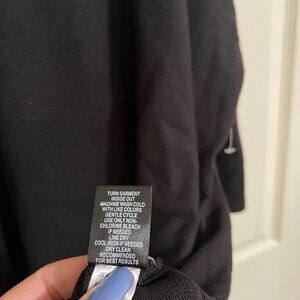 TURN GARMENT
INSIDE OUT
MACHINE WASH COLD
WITH LIKE COLORS
GENTLE CYCLE
USE ONLY NON-
CHLORINE BLEACH
IF NEEDED
LINE DRY
COOL IRON IF NEEDED
DRY CLEAN
RECOMMENDED
FOR BEST RESULTS